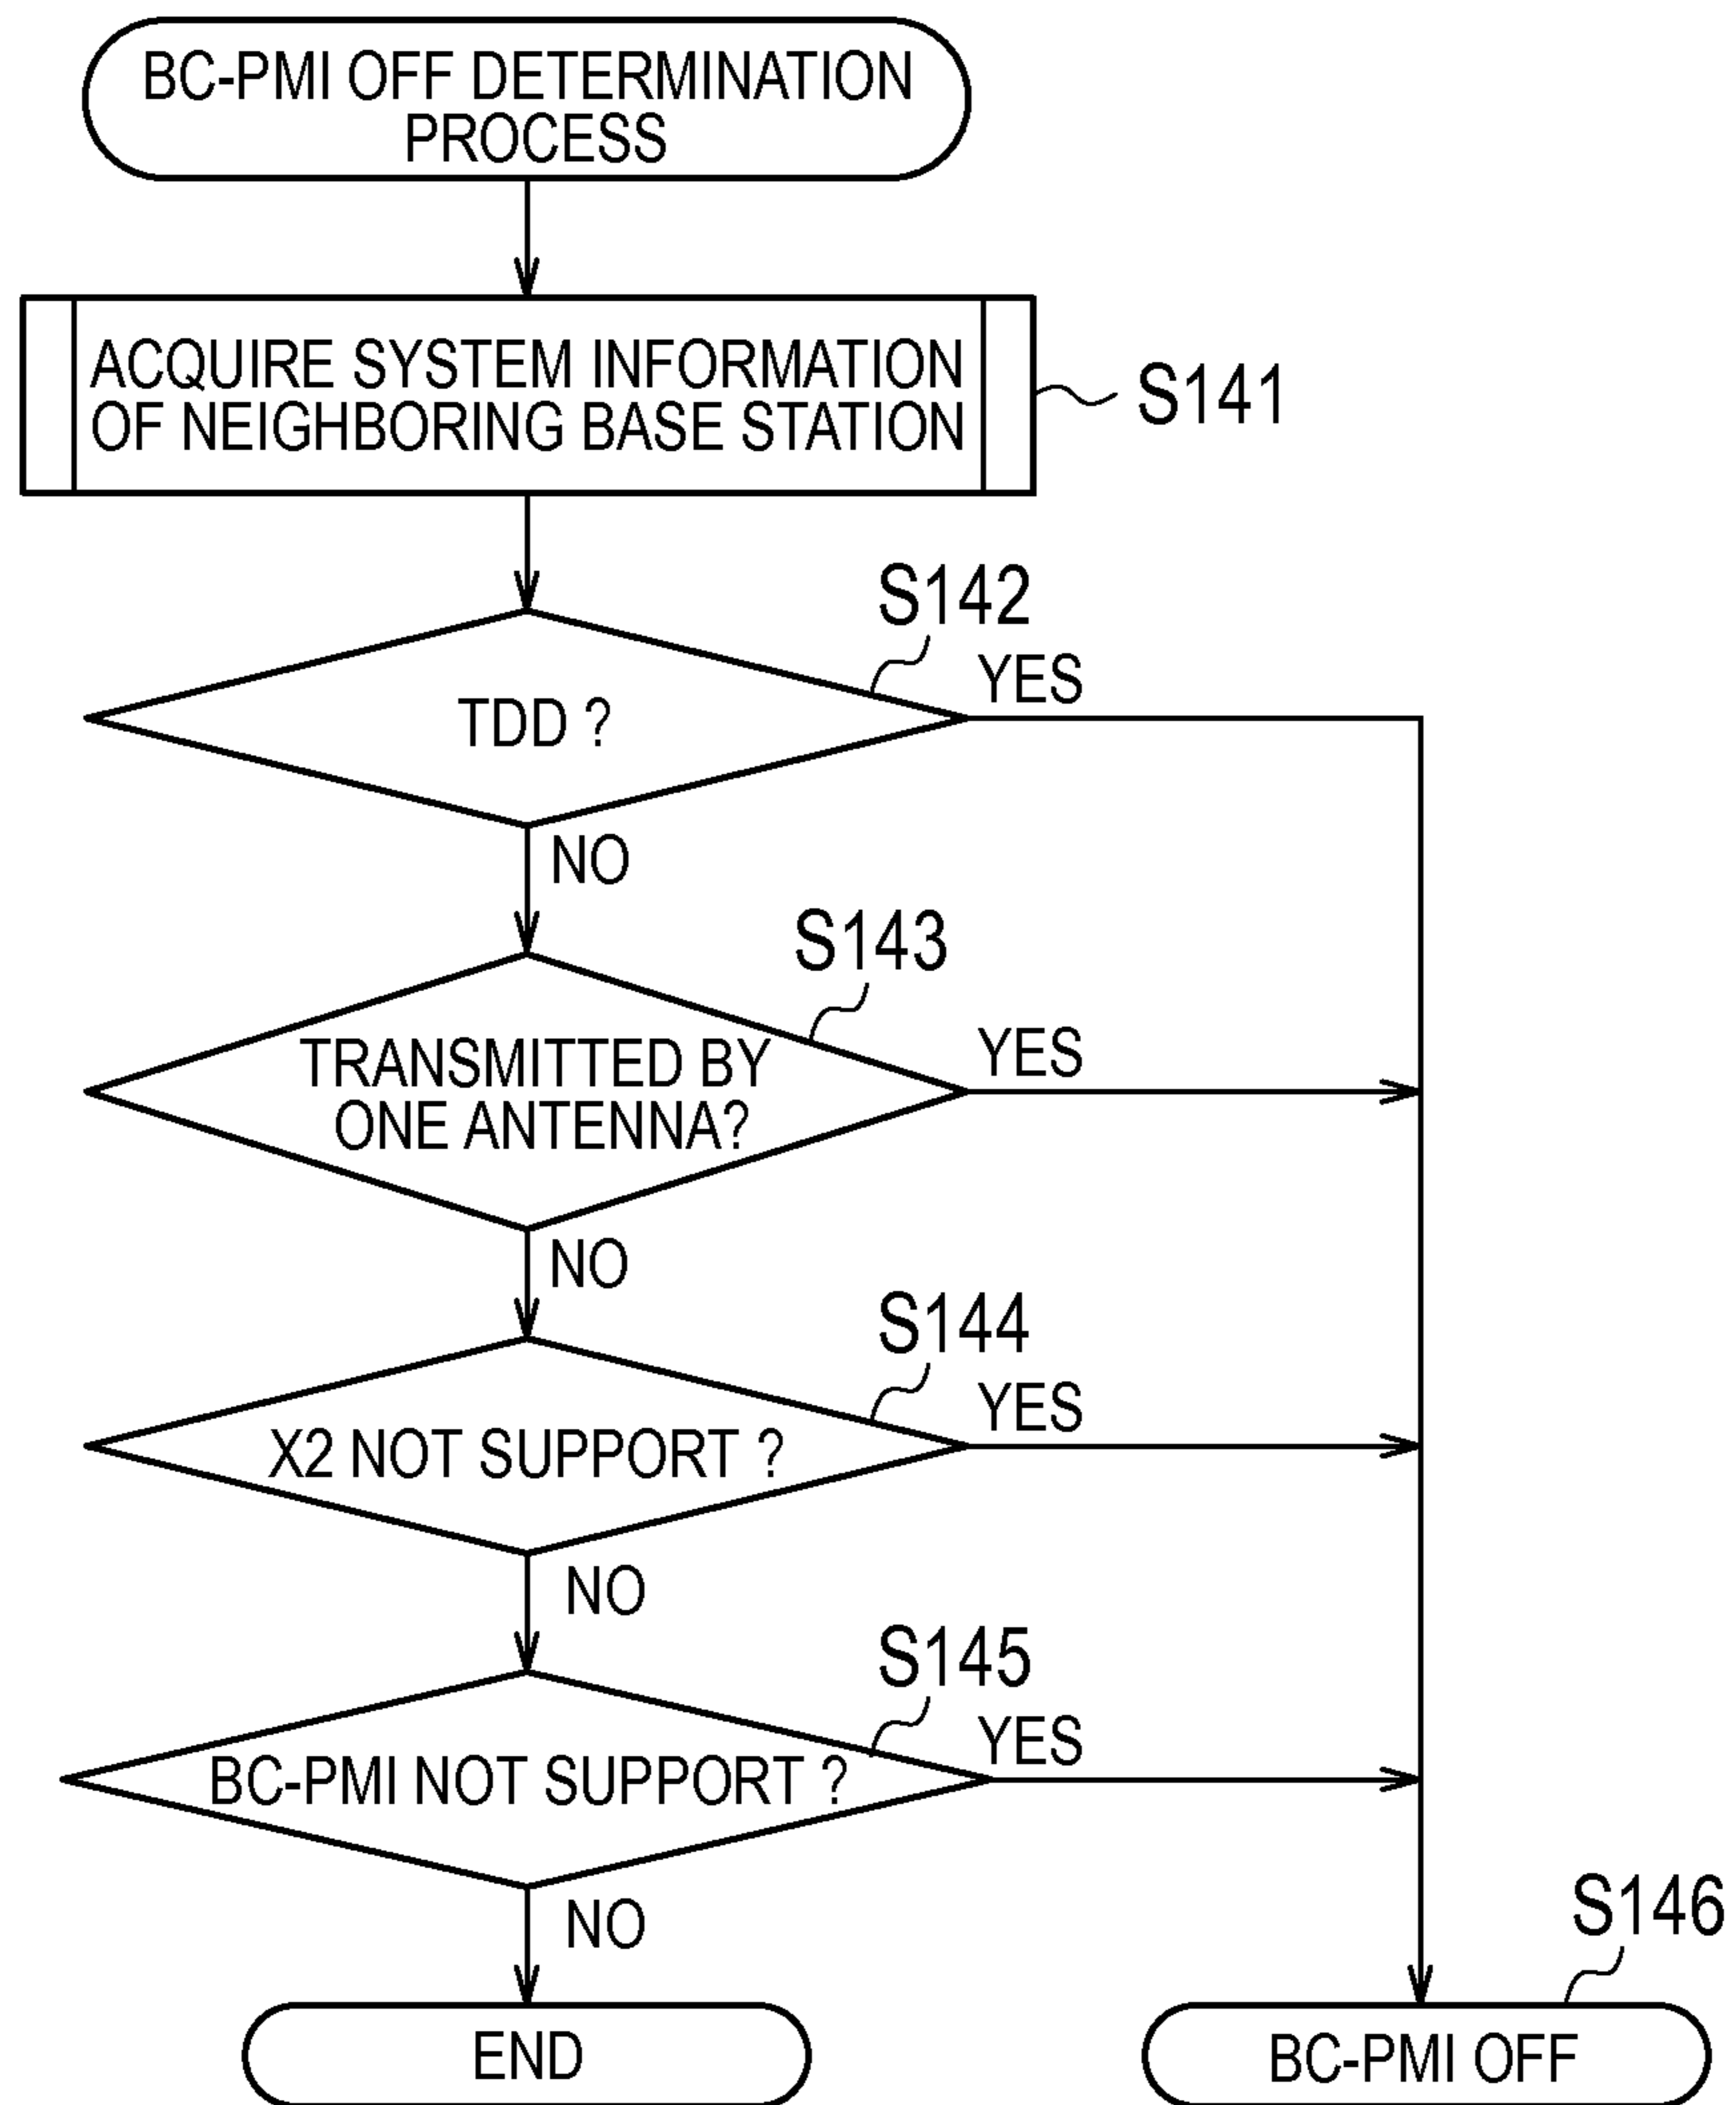 BC-PMI OFF DETERMINATION
PROCESS
ACQUIRE SYSTEM INFORMATION
OF NEIGHBORING BASE STATION
S141
S142
YES
TDD ?
NO
S143
YES
TRANSMITTED BY
ONE ANTENNA?
NO
S144
YES
X2 NOT SUPPORT ?
NO
S145
YES
BC-PMI NOT SUPPORT ?
NO
S146
END
BC-PMI OFF